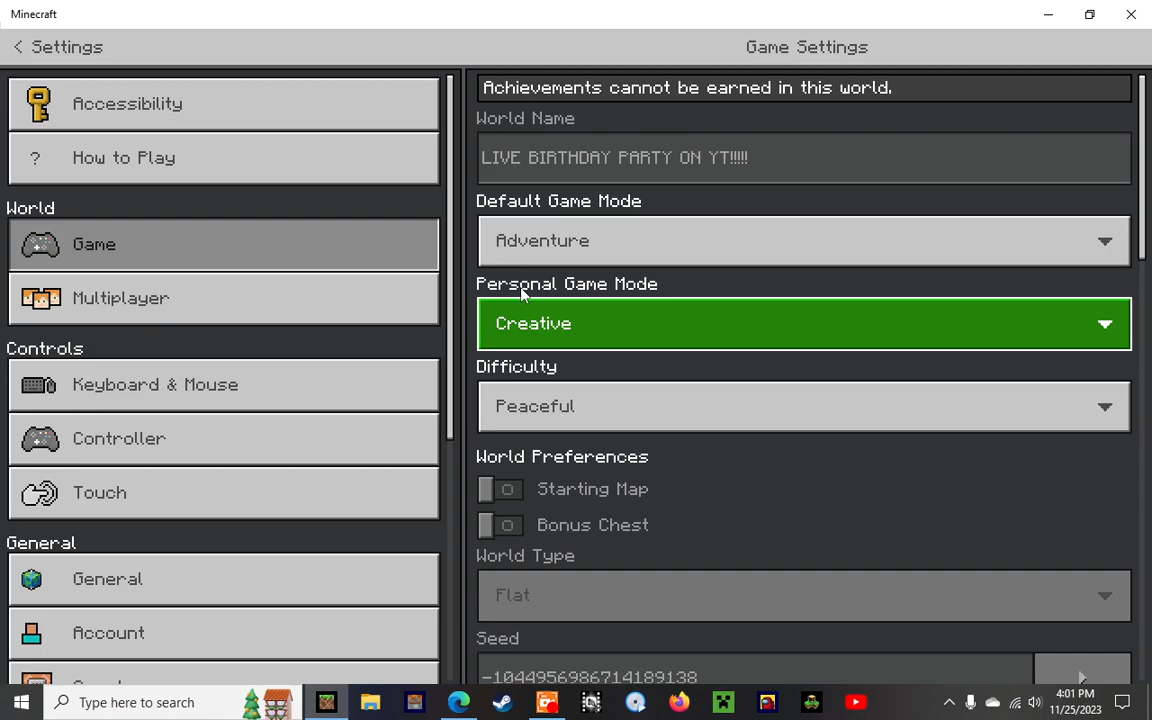 Minecraft
Settings
Game Settings
Accessibility
? How to Play
World
Game
Multiplayer
Controls
Keyboard & Mouse
Controller
Touch
General
General
Account
Achievements cannot be earned in this world.
World Name
LIVE BIRTHDAY PARTY ON YT!!!!!
Default Game Mode
Adventure
Personal Game Mode
Creative
Difficulty
Peaceful
World Preferences
Starting Map
Bonus Chest
World Type
Flat
Seed
-1044956986714189138
Type here to search
4:01 PM
11/25/2023